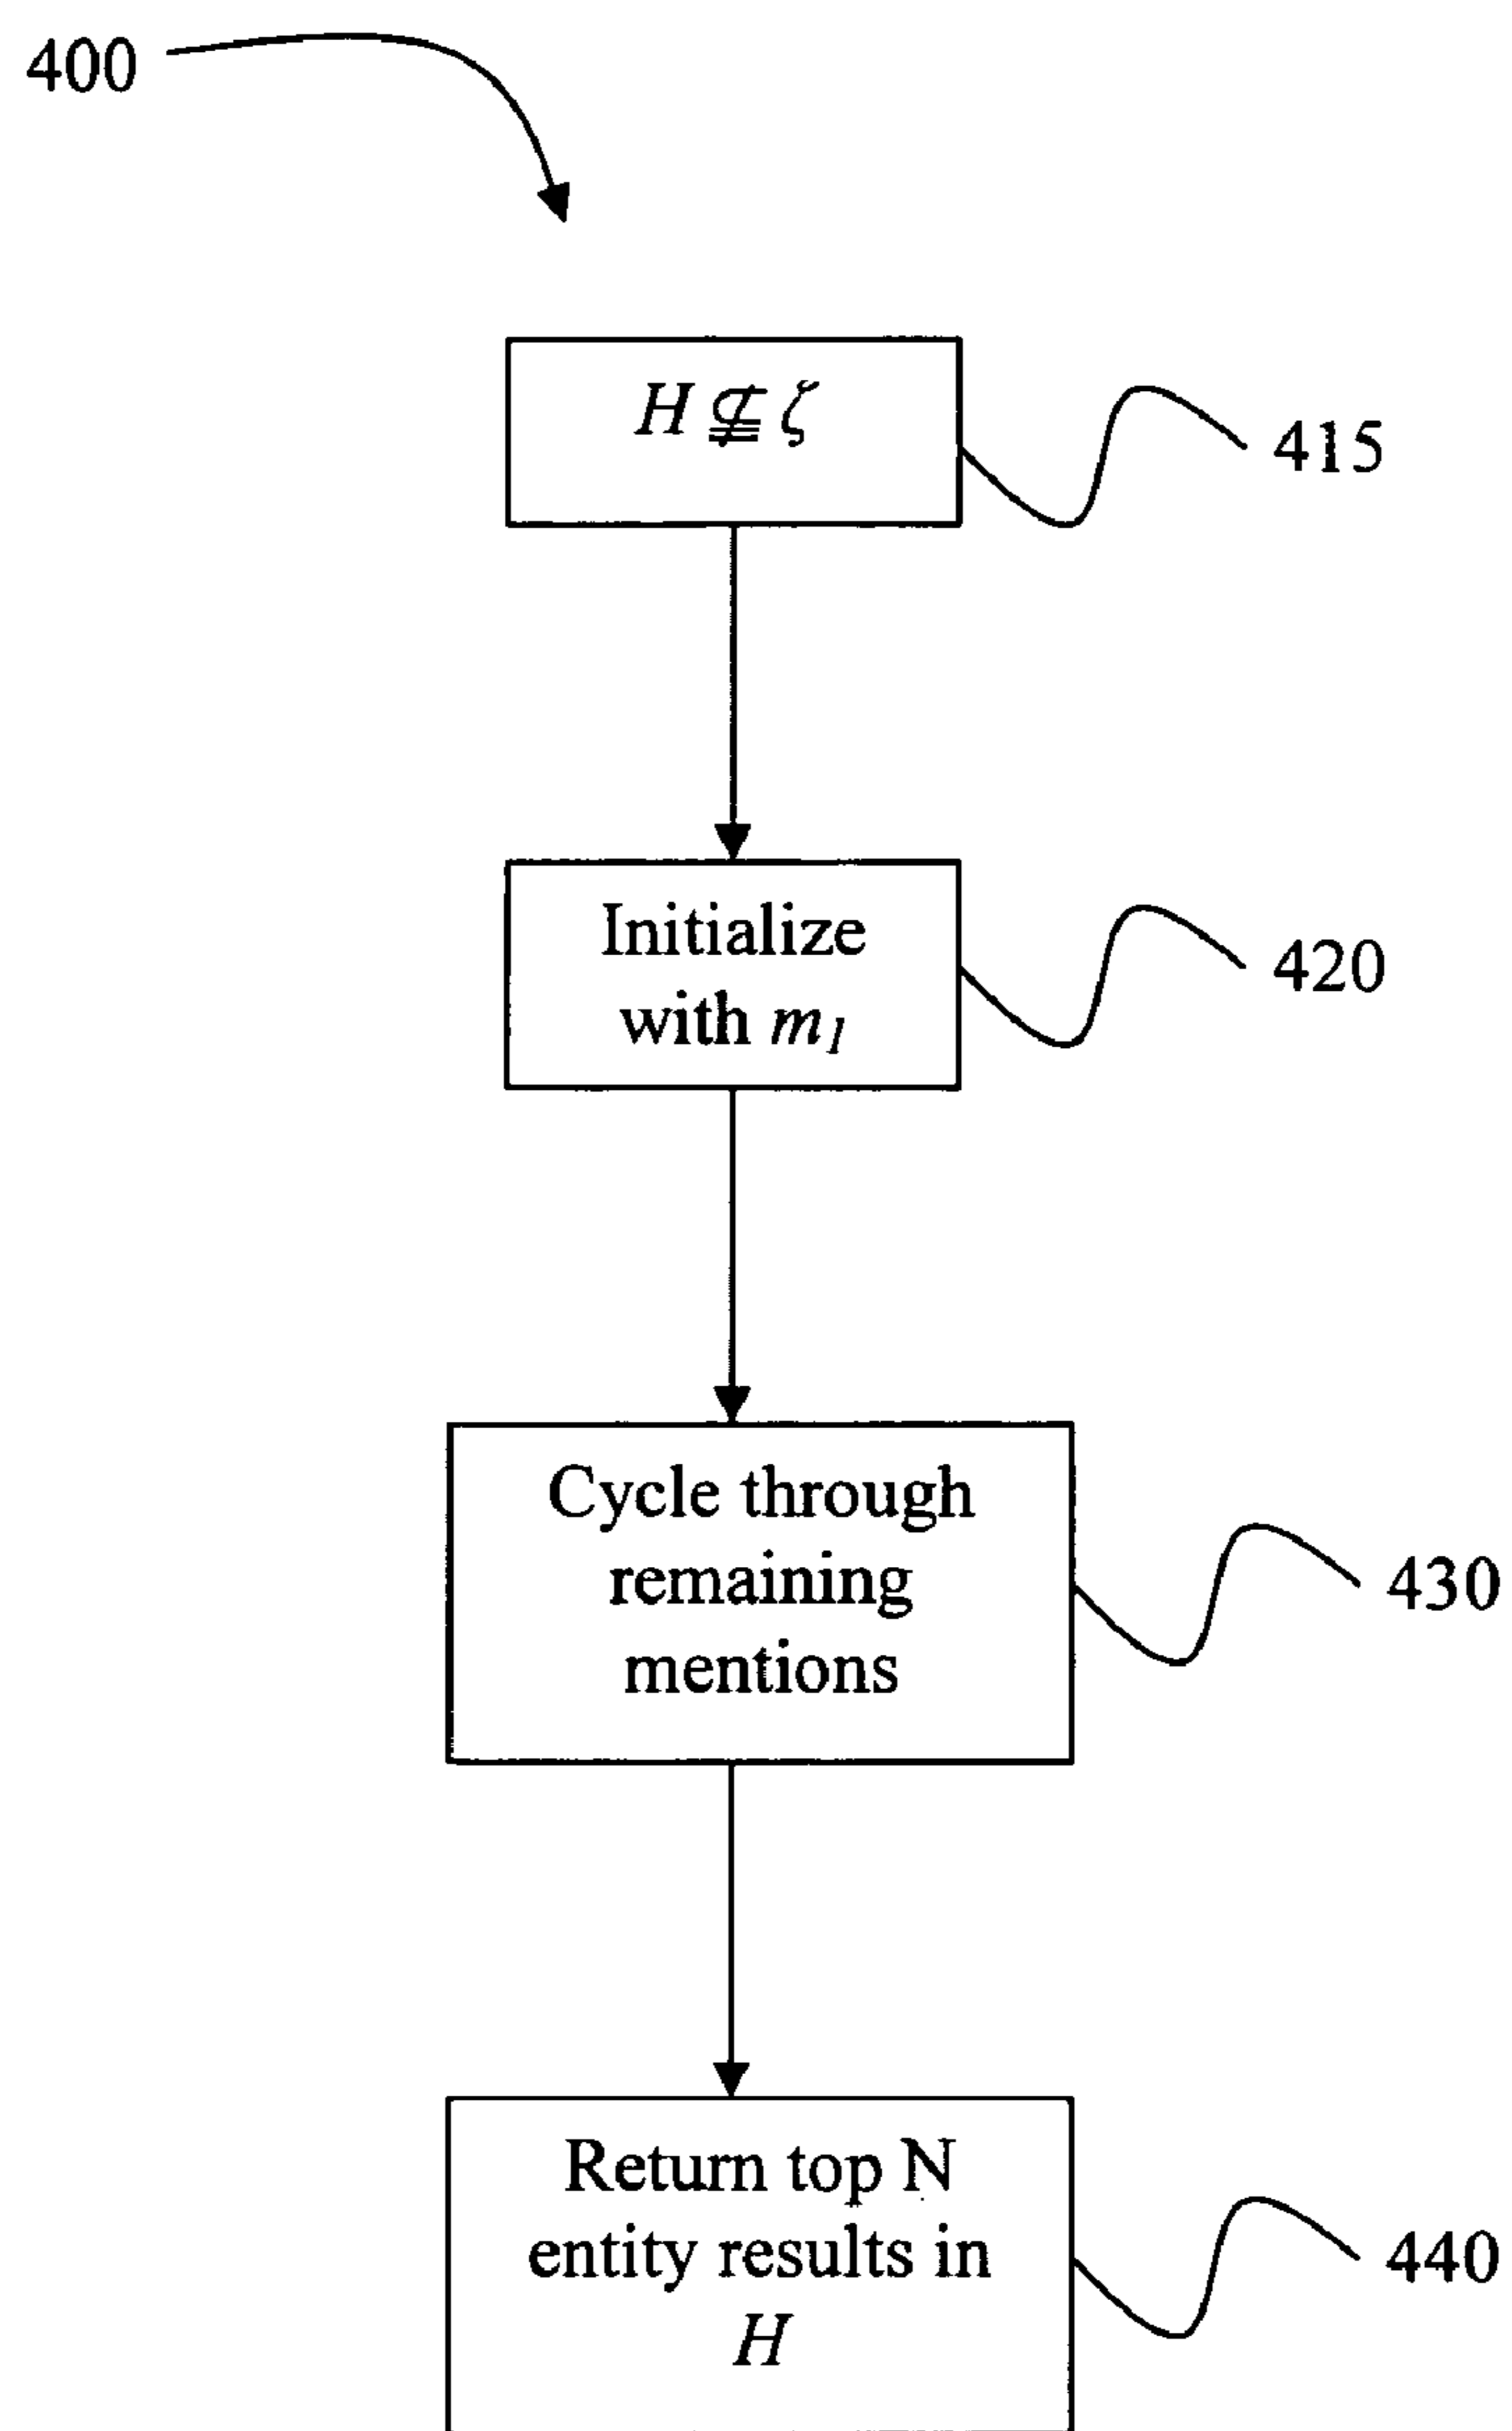 400
H ⊈ ζ
415
Initialize
with m₁
420
Cycle through
remaining
mentions
430
Return top N
entity results in
H
440